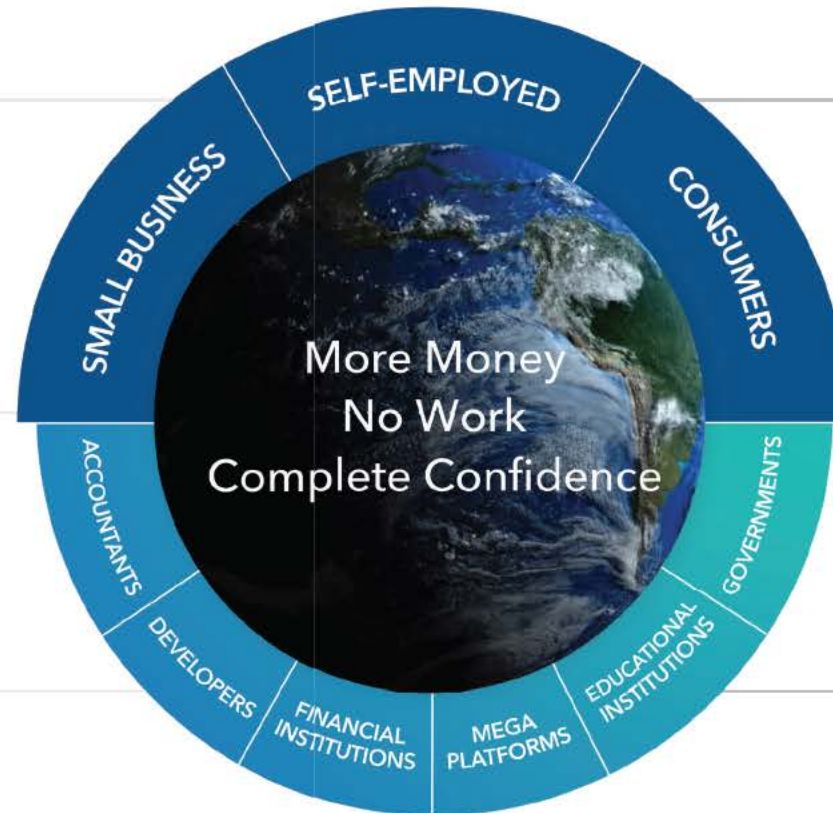 SELF-EMPLOYED
SMALL BUSINESS
CONSUMERS
More Money
No Work
Complete Confidence
ACCOUNTANTS
DEVELOPERS
FINANCIAL
INSTITUTIONS
MEGA
PLATFORMS
EDUCATIONAL
INSTITUTIONS
GOVERNMENTS